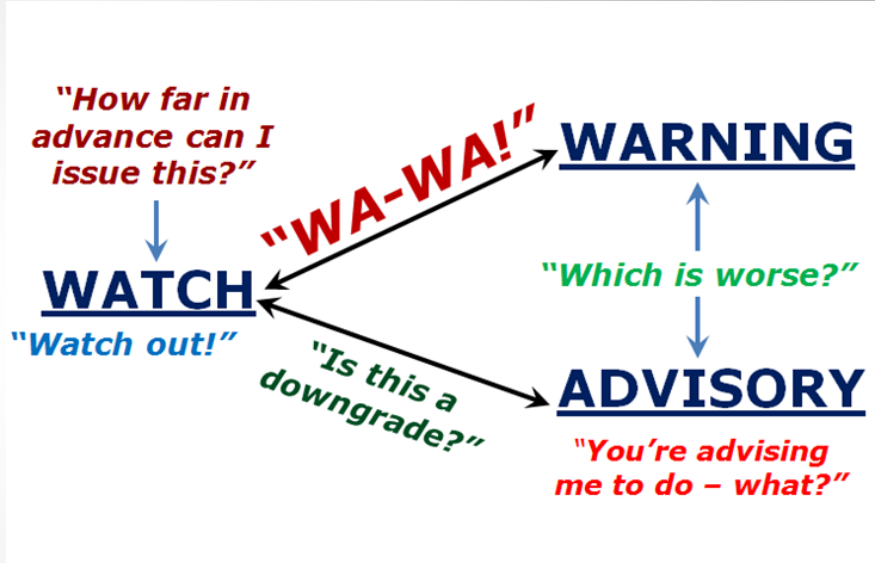 “How far in
advance can I
issue this?”
“WA-WA!”
WARNING
WATCH
“Watch out!”
“Which is worse?”
“Is this a
downgrade?”
ADVISORY
“You’re advising
me to do – what?”